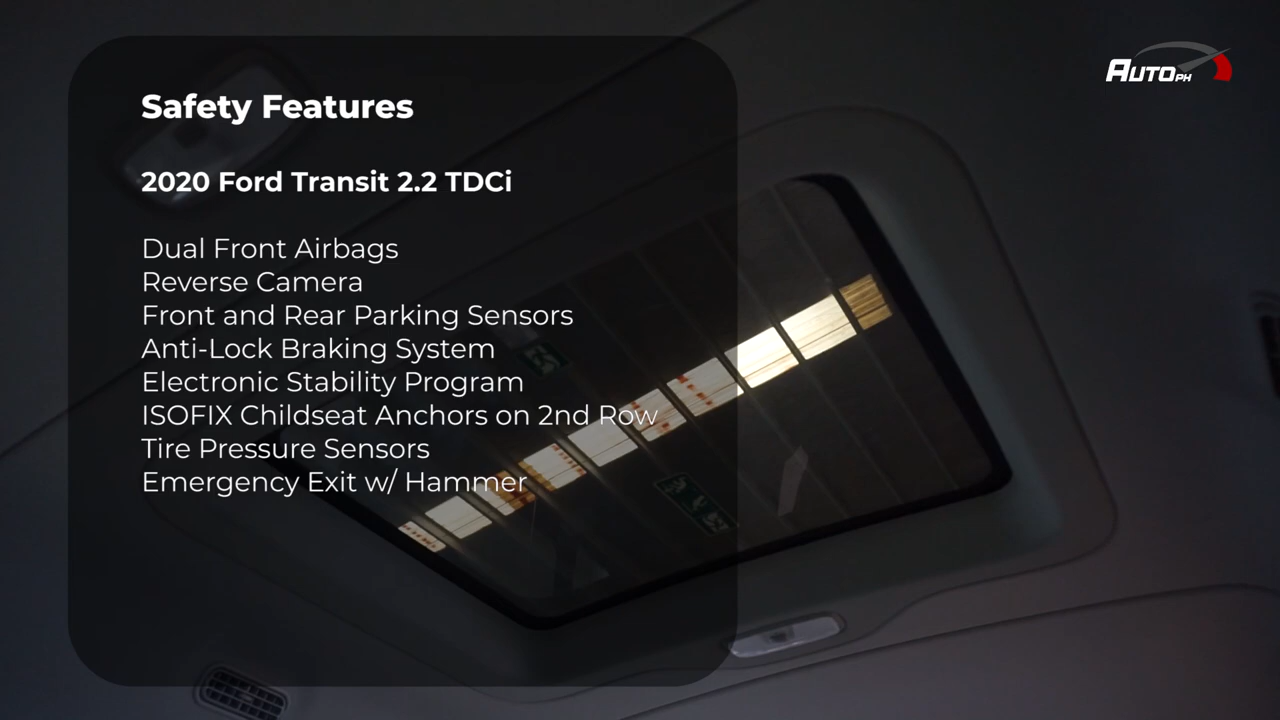 AUTOPH
Safety Features
2020 Ford Transit 2.2 TDCi
Dual Front Airbags
Reverse Camera
Front and Rear Parking Sensors
Anti-Lock Braking System
Electronic Stability Program
ISOFIX Childseat Anchors on 2nd Row
Tire Pressure Sensors
Emergency Exit w/ Hammer